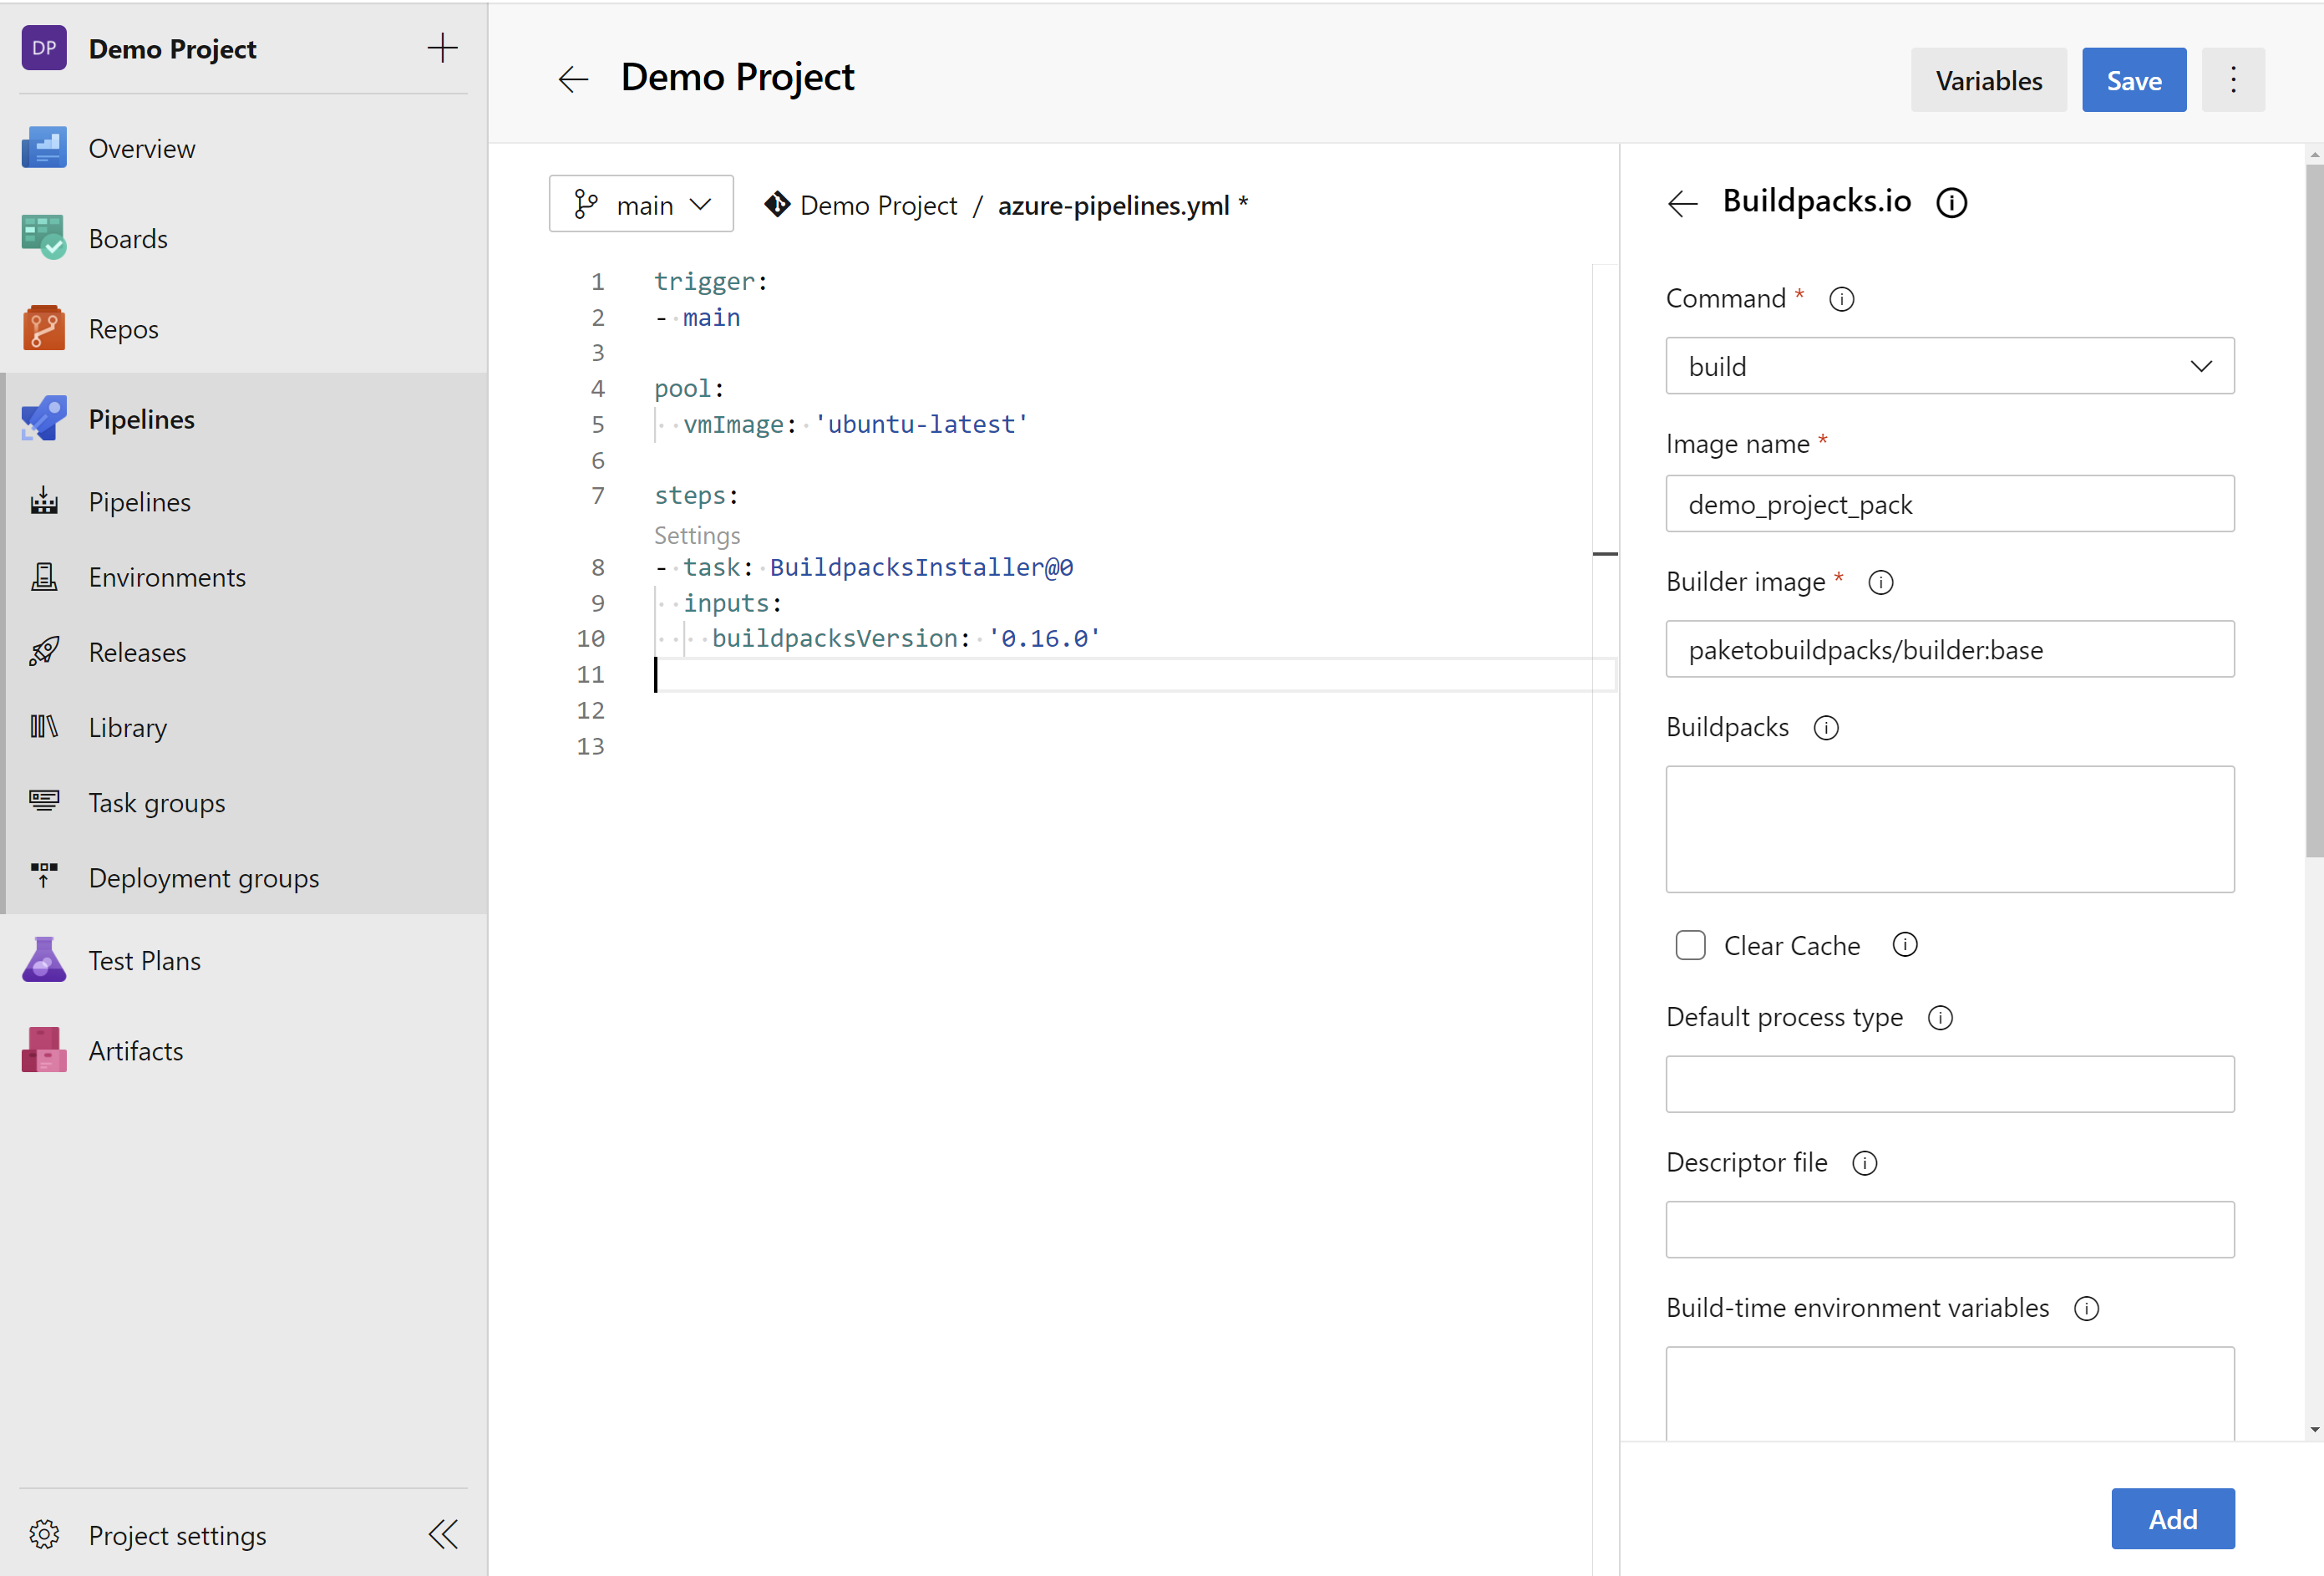 DP Demo Project
Overview
Boards
Repos
Pipelines
Pipelines
Environments
Releases
Library
Task groups
Deployment groups
Test Plans
Artifacts
Project settings
Demo Project
Variables
Save
main
Demo Project / azure-pipelines.yml *
1 trigger:
2 - main
3
4 pool:
5 vmImage: 'ubuntu-latest'
6
7 steps:
Settings
8 - task: BuildpacksInstaller@0
9 inputs:
10 buildpacksVersion: '0.16.0'
11
12
13
Buildpacks.io
Command *
build
Image name *
demo_project_pack
Builder image *
paketobuildpacks/builder:base
Buildpacks
Clear Cache
Default process type
Descriptor file
Build-time environment variables
Add